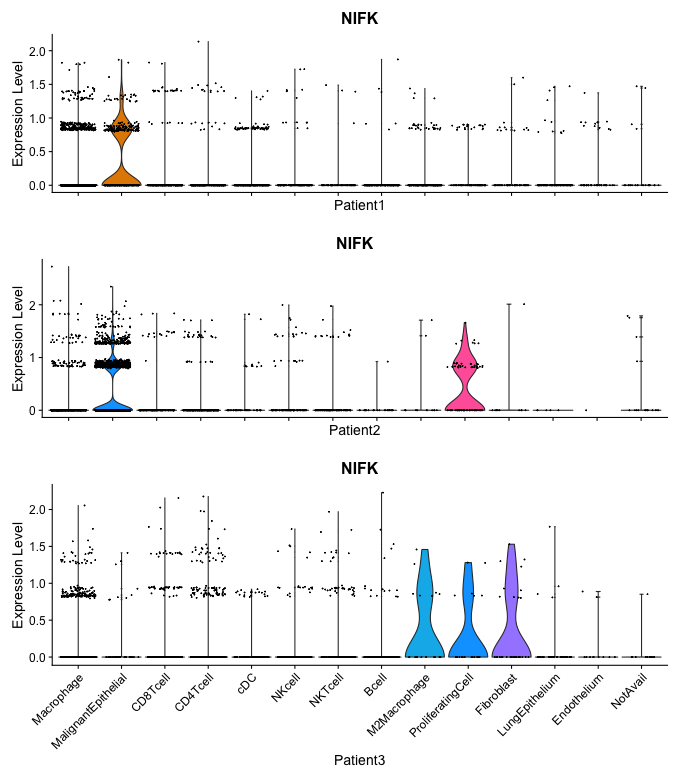 NIFK
Expression Level
2.0
1.5
1.0
0.5
0.0
Patient1
NIFK
Expression Level
2
1
0
Patient2
NIFK
Expression Level
2.0
1.5
1.0
0.5
0.0
Macrophage
MalignantEpithelial
CD8Tcell
CD4Tcell
cDC
NKcell
NKTcell
Bcell
M2Macrophage
ProliferatingCell
Fibroblast
LungEpithelium
Endothelium
NotAvail
Patient3